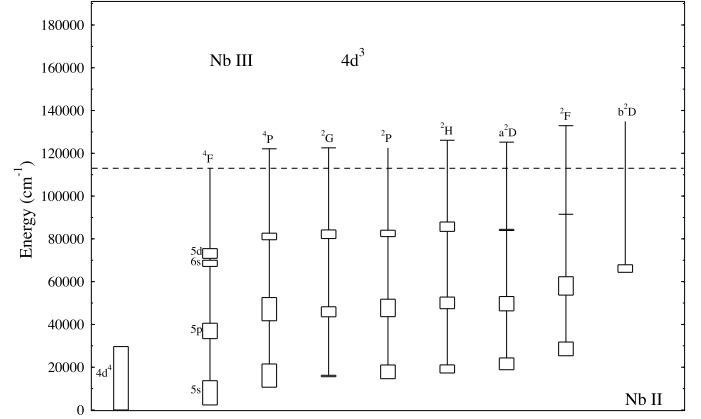 180000
160000
140000
120000
100000
80000
60000
40000
20000
0
Energy (cm⁻¹)
Nb III 4d³
⁴F
⁴P
²G
²P
²H
a²D
²F
b²D
5d
6s
5p
5s
4d⁴
Nb II